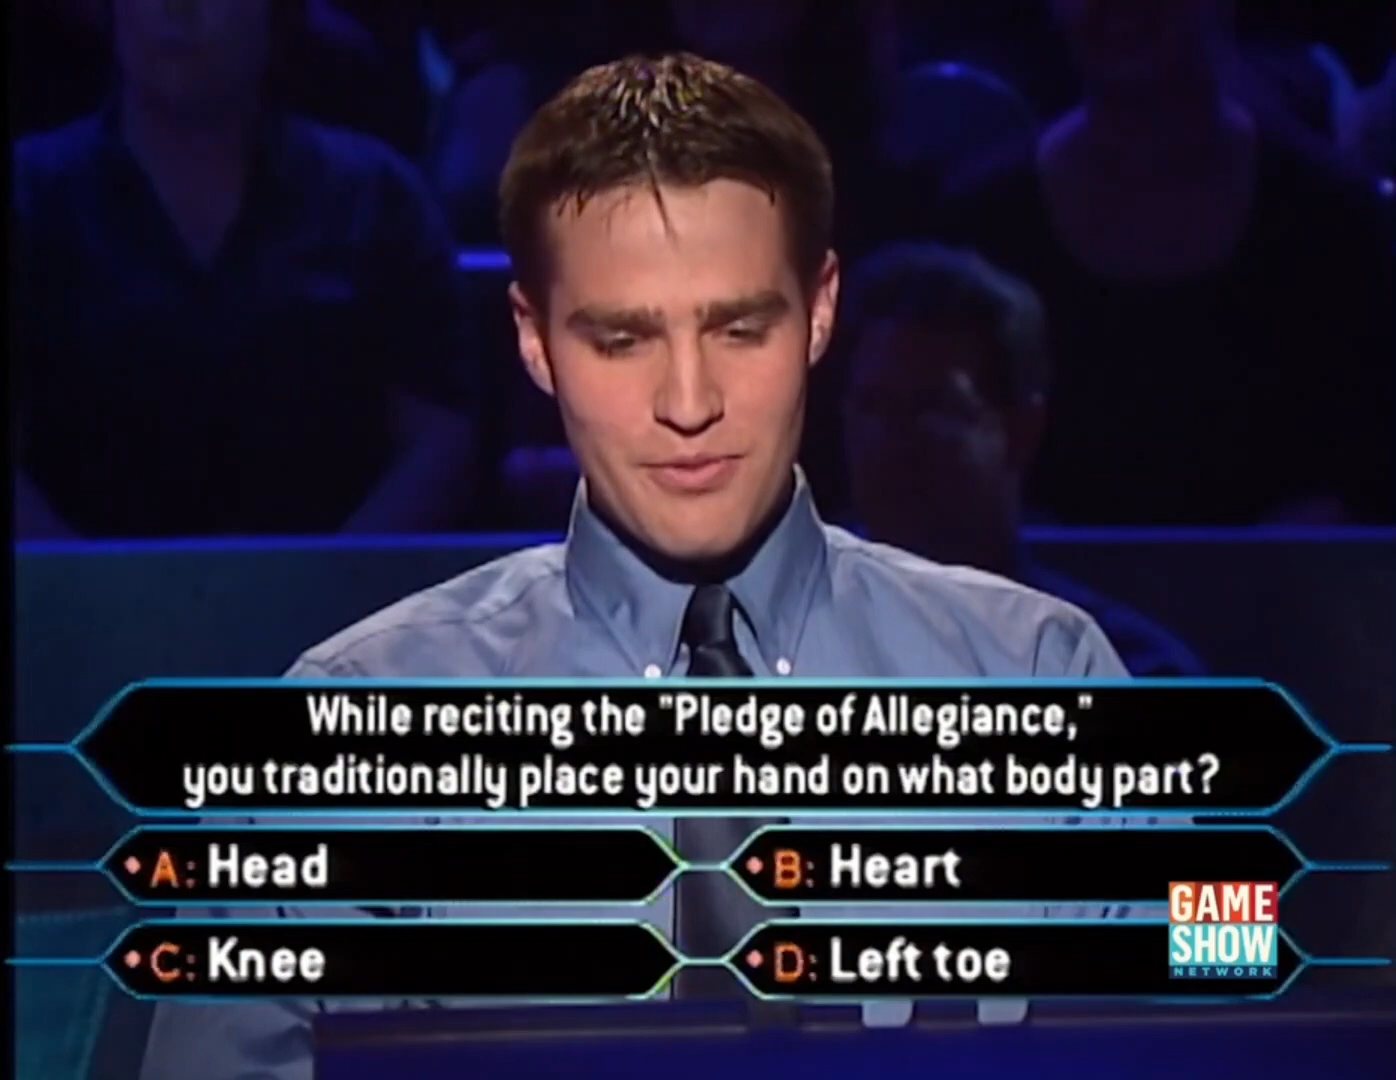 While reciting the "Pledge of Allegiance,"
you traditionally place your hand on what body part?
A: Head
B: Heart
C: Knee
D: Left toe
GAME
SHOW
NETWORK